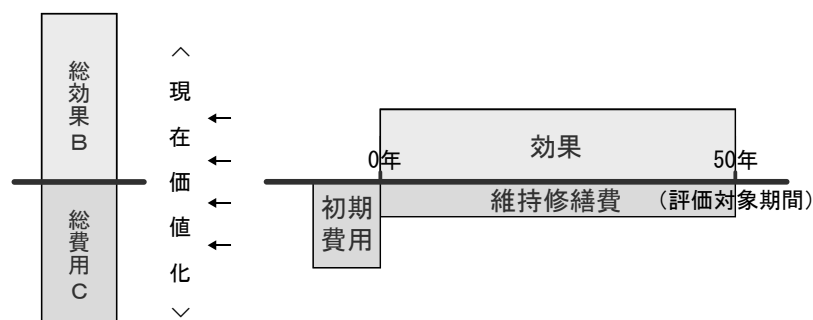 総効果B
総費用C
〈現在価値化〉
0年
効果
50年
初期
費用
維持修繕費
(評価対象期間)